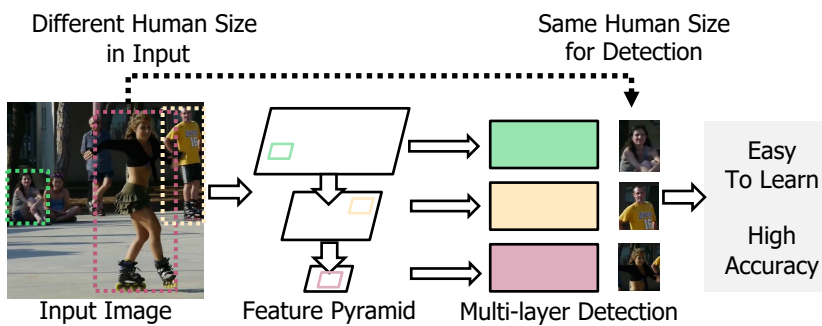 Different Human Size
in Input
Same Human Size
for Detection
Easy
To Learn
High
Accuracy
Input Image
Feature Pyramid
Multi-layer Detection